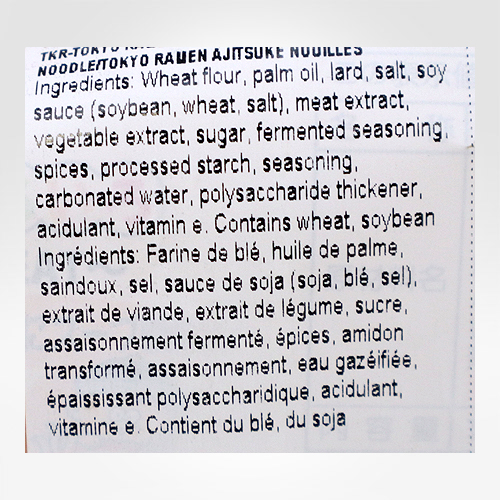 TKR-TOKYO
NOODLE/TOKYO RAMEN AJITSUKE NOUILLES
Ingredients: Wheat flour, palm oil, lard, salt, soy
sauce (soybean, wheat, salt), meat extract,
vegetable extract, sugar, fermented seasoning,
spices, processed starch, seasoning,
carbonated water, polysaccharide thickener,
acidulant, vitamin e. Contains wheat, soybean
Ingrédients: Farine de blé, huile de palme,
saindoux, sel, sauce de soja (soja, blé, sel),
extrait de viande, extrait de légume, sucre,
assaisonnement fermenté, épices, amidon
transformé, assaisonnement, eau gazéifiée,
épaississant polysaccharidique, acidulant,
vitamine e. Contient du blé, du soja